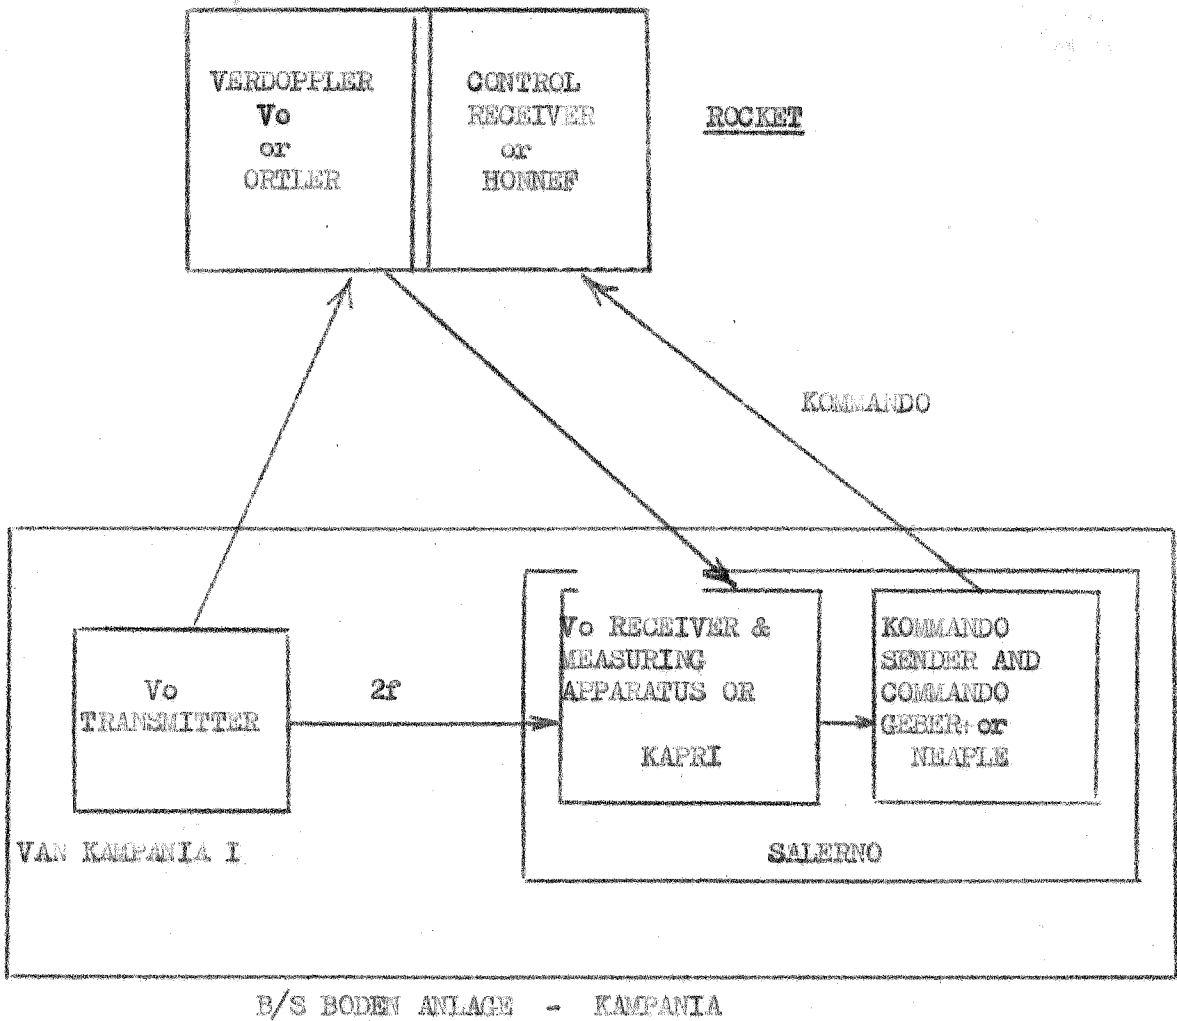 VERDOPPLER
Vo
or
ORTLER
CONTROL
RECEIVER
or
HONNEF
ROCKET
KOMMANDO
Vo
TRANSMITTER
2f
Vo RECEIVER &
MEASURING
APPARATUS OR
KAPRI
KOMMANDO
SENDER AND
COMMANDO
GEBER or
NEAPLE
VAN KAMPANIA I
SALERNO
B/S BODEN ANLAGE - KAMPANIA